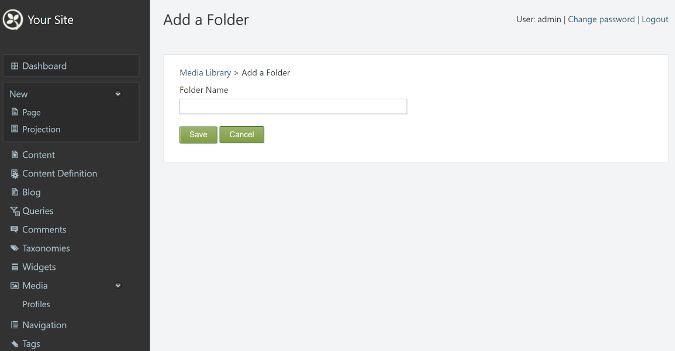 Your Site
Dashboard
New
Page
Projection
Content
Content Definition
Blog
Queries
Comments
Taxonomies
Widgets
Media
Profiles
Navigation
Tags
Add a Folder
User: admin | Change password | Logout
Media Library > Add a Folder
Folder Name
Save Cancel